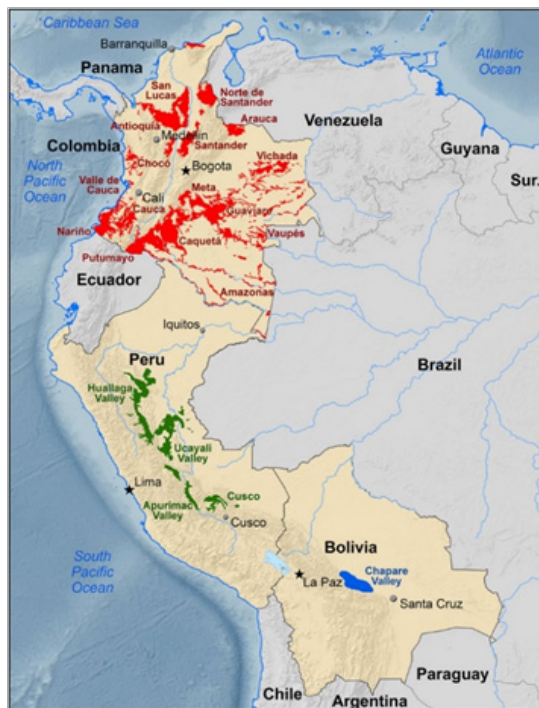 Caribbean Sea
Barranquilla
Panama
Atlantic
Ocean
San
Lucas
Norte de
Santander
Arauca
Venezuela
Antioquia
Medellin
Santander
Guyana
Colombia
Chocó
Bogota
Vichada
Sur.
North
Pacific
Ocean
Valle de
Cauca
Cali
Meta
Cauca
Guaviare
Nariño
Vaupés
Caquetá
Putumayo
Ecuador
Amazonas
Iquitos
Brazil
Peru
Huallaga
Valley
Ucayali
Valley
Lima
Cusco
Apurimac
Valley
Cusco
South
Pacific
Ocean
Bolivia
Chapare
Valley
La Paz
Santa Cruz
Paraguay
Chile
Argentina